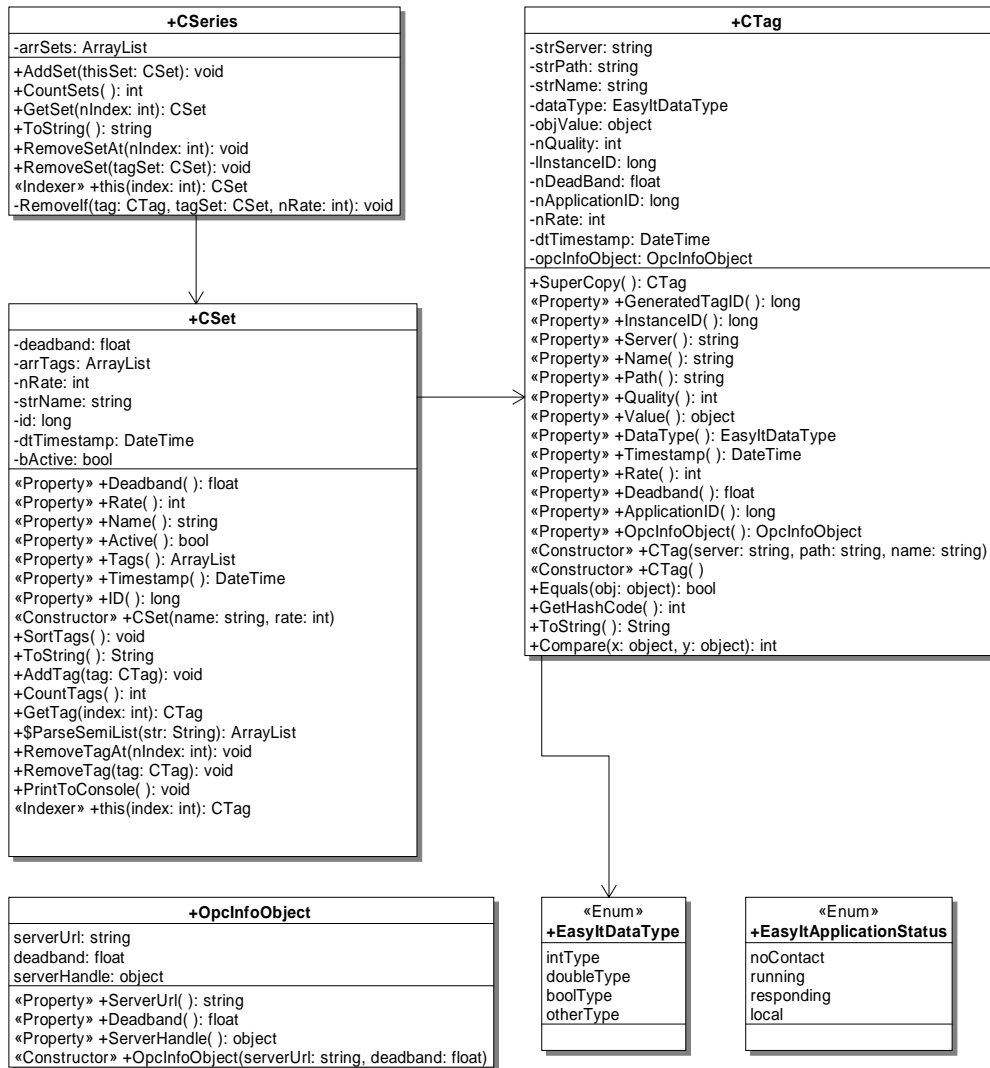 +CSeries
-arrSets: ArrayList
+AddSet(thisSet: CSet): void
+CountSets( ): int
+GetSet(nIndex: int): CSet
+ToString( ): string
+RemoveSetAt(nIndex: int): void
+RemoveSet(tagSet: CSet): void
«Indexer» +this(index: int): CSet
-RemoveIf(tag: CTag, tagSet: CSet, nRate: int): void
+CTag
-strServer: string
-strPath: string
-strName: string
-dataType: EasyItDataType
-objValue: object
-nQuality: int
-lInstanceID: long
-nDeadBand: float
-nApplicationID: long
-nRate: int
-dtTimestamp: DateTime
-opcInfoObject: OpcInfoObject
+SuperCopy( ): CTag
«Property» +GeneratedTagID( ): long
«Property» +InstanceID( ): long
«Property» +Server( ): string
«Property» +Name( ): string
«Property» +Path( ): string
«Property» +Quality( ): int
«Property» +Value( ): object
«Property» +DataType( ): EasyItDataType
«Property» +Timestamp( ): DateTime
«Property» +Rate( ): int
«Property» +Deadband( ): float
«Property» +ApplicationID( ): long
«Property» +OpcInfoObject( ): OpcInfoObject
«Constructor» +CTag(server: string, path: string, name: string)
«Constructor» +CTag( )
+Equals(obj: object): bool
+GetHashCode( ): int
+ToString( ): String
+Compare(x: object, y: object): int
+CSet
-deadband: float
-arrTags: ArrayList
-nRate: int
-strName: string
-id: long
-dtTimestamp: DateTime
-bActive: bool
«Property» +Deadband( ): float
«Property» +Rate( ): int
«Property» +Name( ): string
«Property» +Active( ): bool
«Property» +Tags( ): ArrayList
«Property» +Timestamp( ): DateTime
«Property» +ID( ): long
«Constructor» +CSet(name: string, rate: int)
+SortTags( ): void
+ToString( ): String
+AddTag(tag: CTag): void
+CountTags( ): int
+GetTag(index: int): CTag
+$ParseSemiList(str: String): ArrayList
+RemoveTagAt(nIndex: int): void
+RemoveTag(tag: CTag): void
+PrintToConsole( ): void
«Indexer» +this(index: int): CTag
+OpcInfoObject
serverUrl: string
deadband: float
serverHandle: object
«Property» +ServerUrl( ): string
«Property» +Deadband( ): float
«Property» +ServerHandle( ): object
«Constructor» +OpcInfoObject(serverUrl: string, deadband: float)
«Enum»
+EasyItDataType
intType
doubleType
boolType
otherType
«Enum»
+EasyItApplicationStatus
noContact
running
responding
local